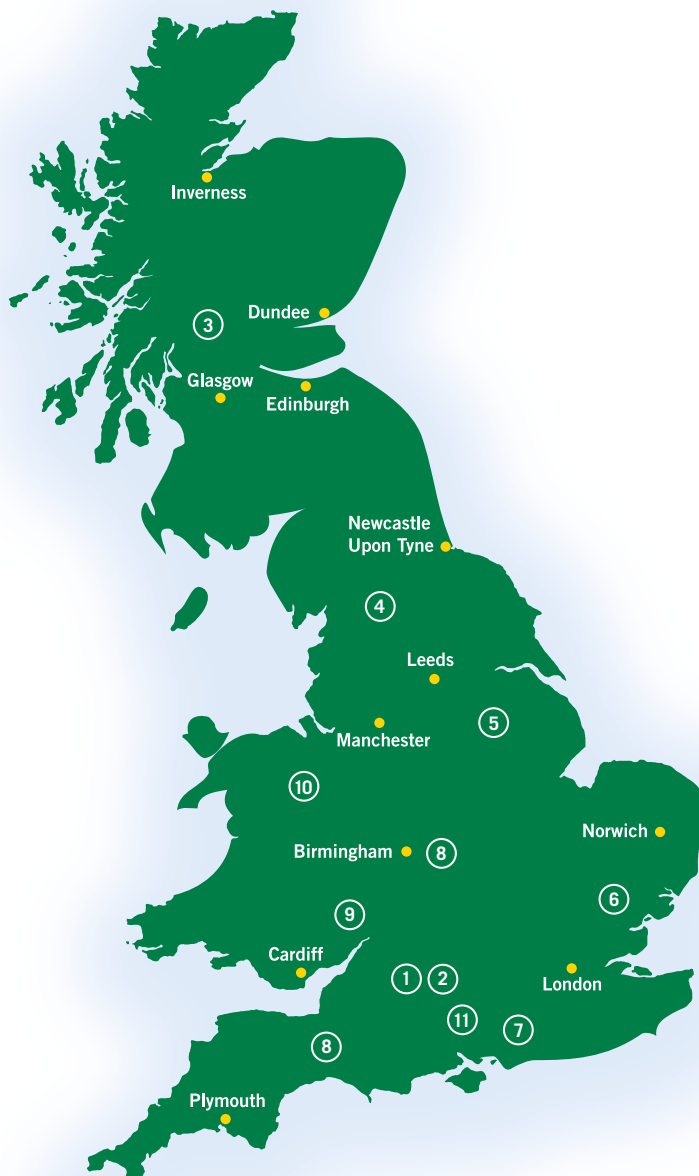 Inverness
Dundee
3
Glasgow
Edinburgh
Newcastle
Upon Tyne
4
Leeds
5
Manchester
10
Norwich
Birmingham
8
6
9
Cardiff
1
2
London
11
7
8
Plymouth